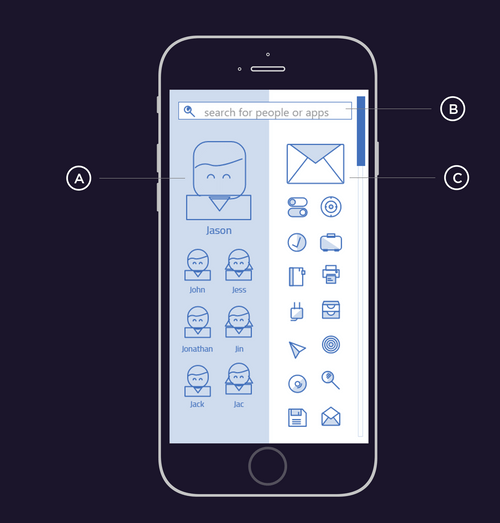 search for people or apps
B
A
C
Jason
John Jess
Jonathan Jin
Jack Jac